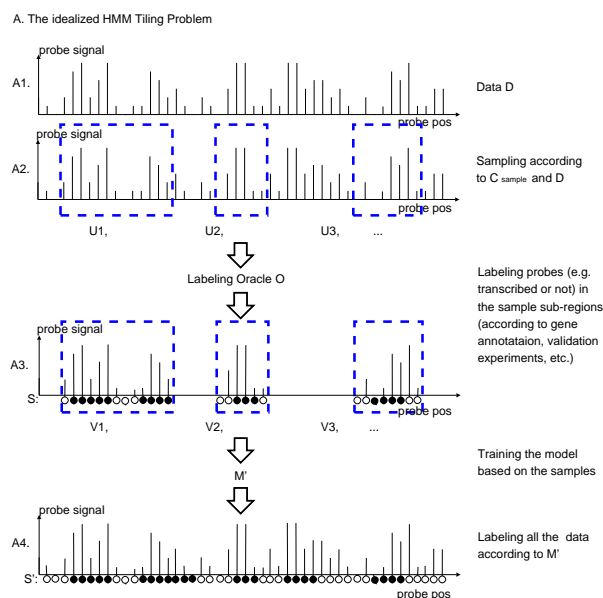 A. The idealized HMM Tiling Problem
probe signal
A1.
probe pos
Data D
probe signal
A2.
probe pos
Sampling according
to C sample and D
U1, U2, U3, ...
Labeling Oracle O
Labeling probes (e.g.
transcribed or not) in
the sample sub-regions
(according to gene
annotataion, validation
experiments, etc.)
probe signal
A3.
S:
probe pos
V1, V2, V3, ...
M'
Training the model
based on the samples
probe signal
A4.
S':
probe pos
Labeling all the data
according to M'